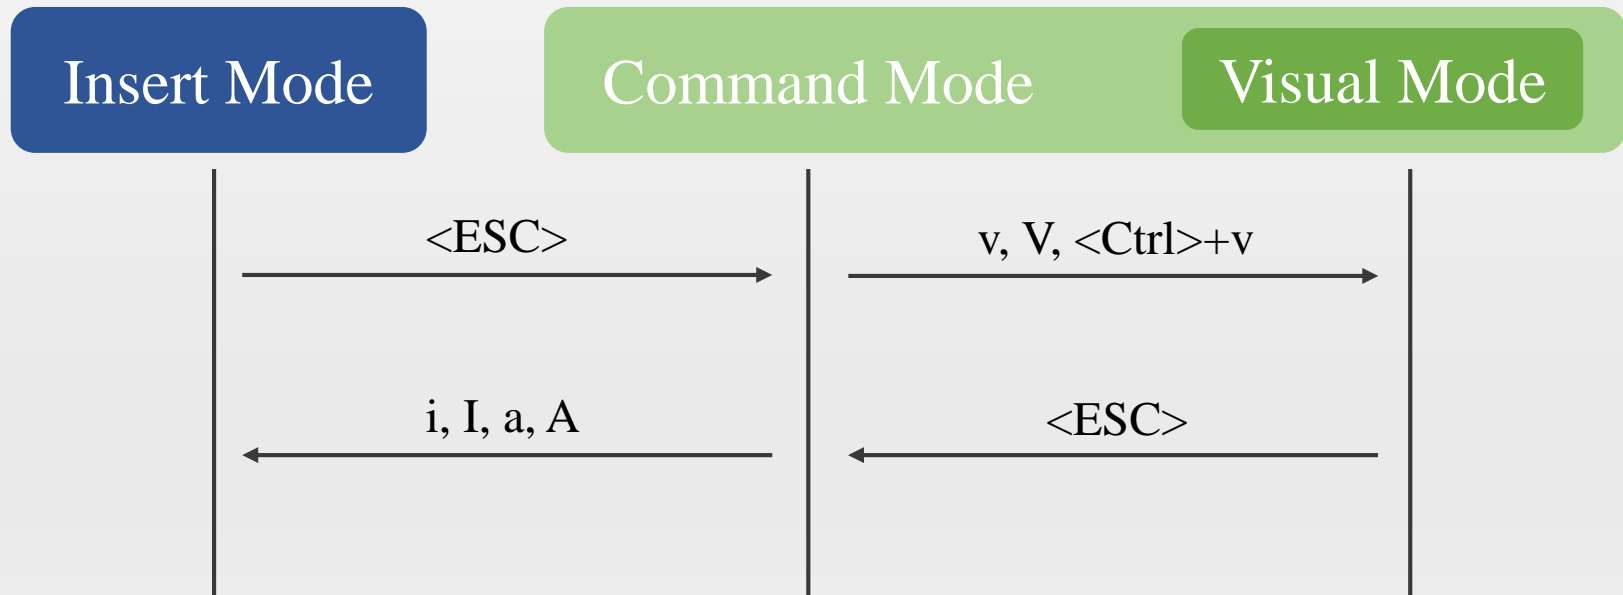 Insert Mode
Command Mode
Visual Mode
<ESC>
v, V, <Ctrl>+v
i, I, a, A
<ESC>